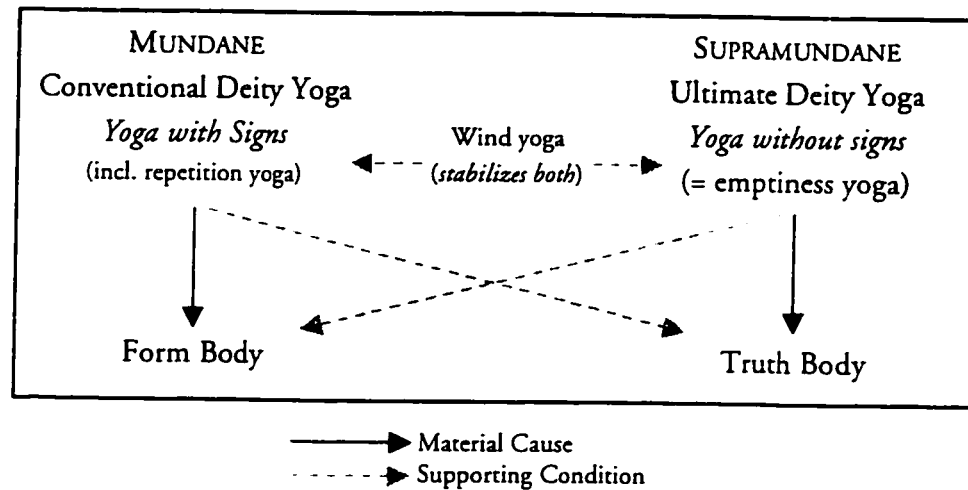 MUNDANE
Conventional Deity Yoga
Yoga with Signs
(incl. repetition yoga)
Wind yoga
(stabilizes both)
SUPRAMUNDANE
Ultimate Deity Yoga
Yoga without signs
(= emptiness yoga)
Form Body
Truth Body
Material Cause
Supporting Condition